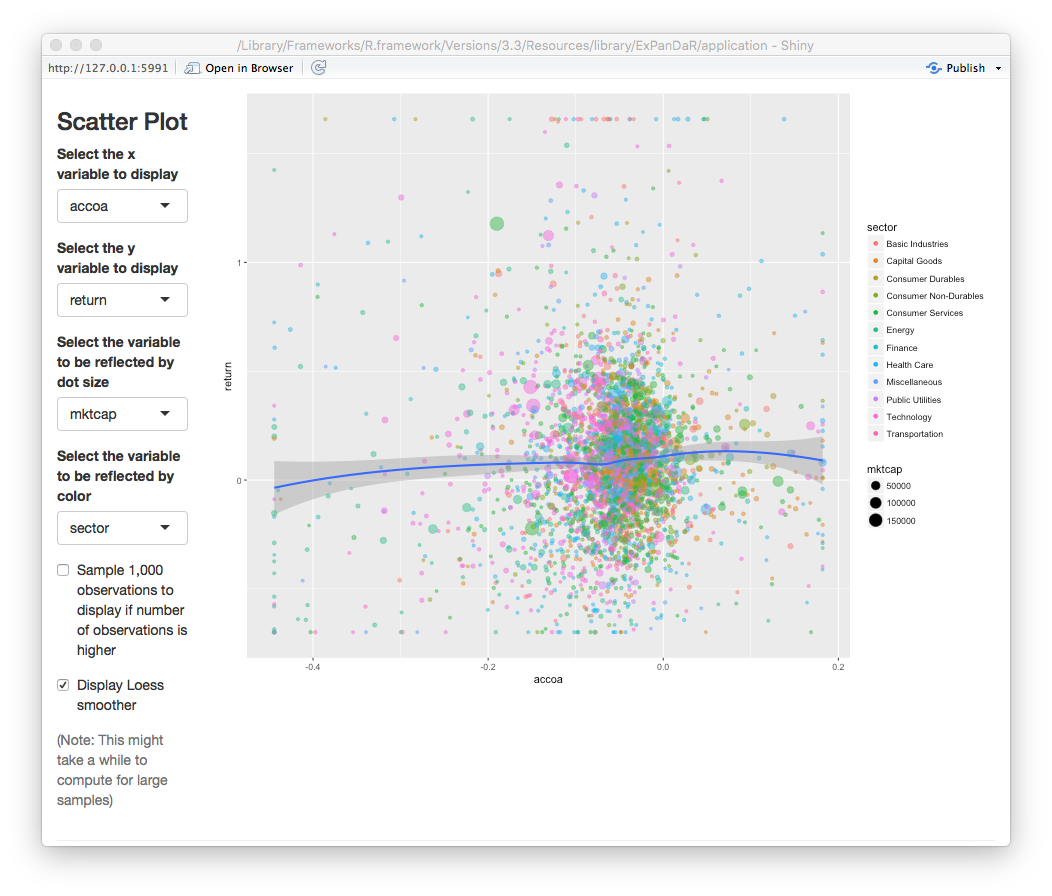 /Library/Frameworks/R.framework/Versions/3.3/Resources/library/ExPanDaR/application - Shiny
http://127.0.0.1:5991
Open in Browser
Publish
Scatter Plot
Select the x
variable to display
accoa
Select the y
variable to display
return
Select the variable
to be reflected by
dot size
mktcap
Select the variable
to be reflected by
color
sector
Sample 1,000
observations to
display if number
of observations is
higher
Display Loess
smoother
(Note: This might
take a while to
compute for large
samples)
return
1
0
-0.4
-0.2
0.0
0.2
accoa
sector
Basic Industries
Capital Goods
Consumer Durables
Consumer Non-Durables
Consumer Services
Energy
Finance
Health Care
Miscellaneous
Public Utilities
Technology
Transportation
mktcap
50000
100000
150000